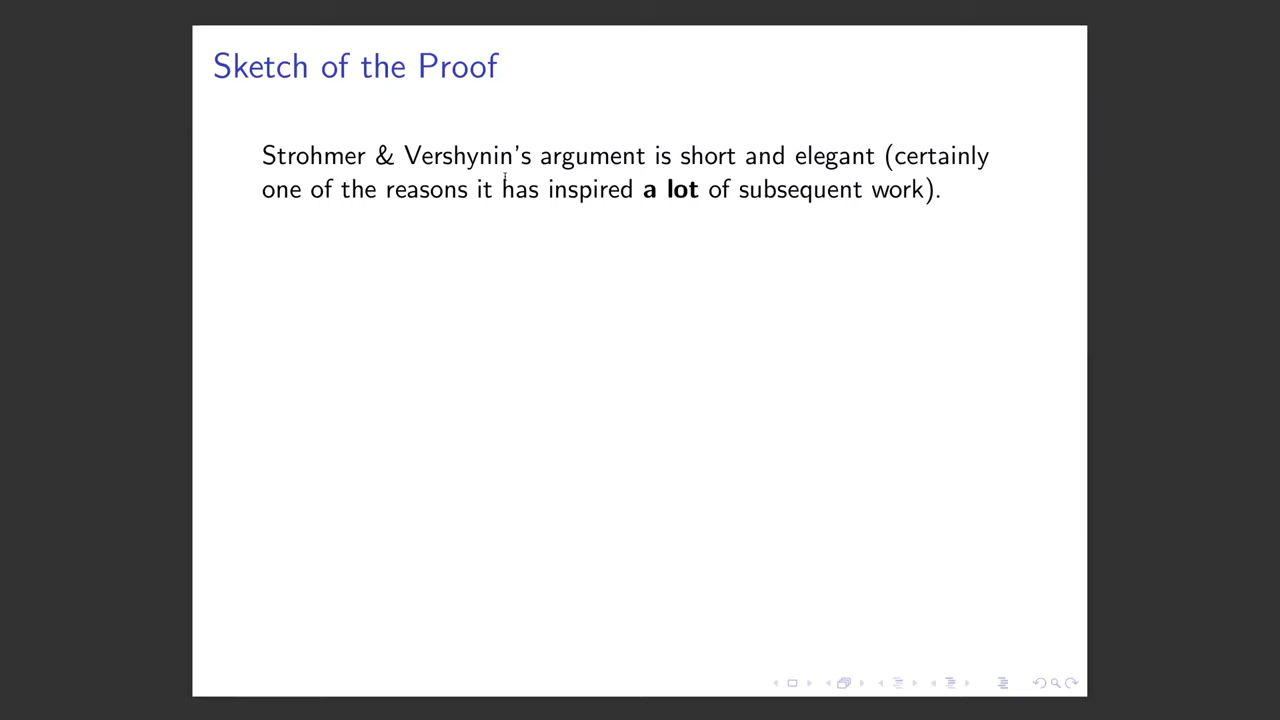 Sketch of the Proof
Strohmer & Vershynin's argument is short and elegant (certainly
one of the reasons it has inspired a lot of subsequent work).